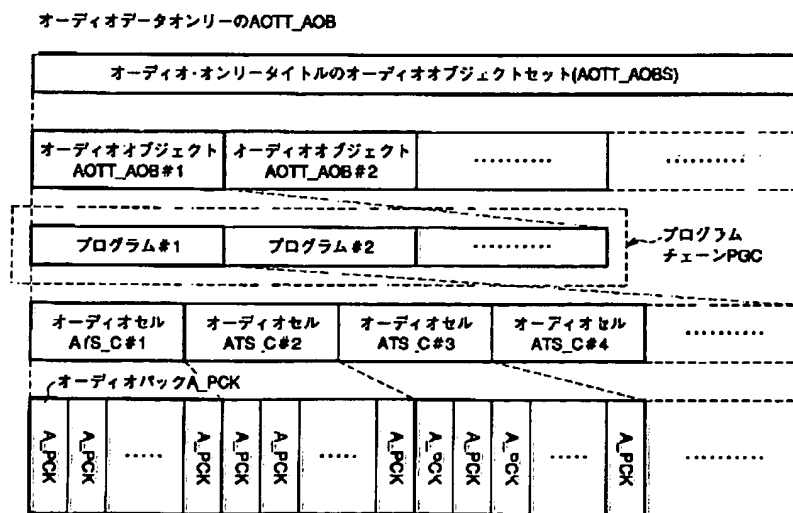 オーディオデータオンリーのAOTT_AOB
オーディオ・オンリータイトルのオーディオオブジェクトセット(AOTT_AOBS)
オーディオオブジェクト
AOTT_AOB#1
オーディオオブジェクト
AOTT_AOB#2
..........
..........
プログラム#1
プログラム#2
..........
プログラム
チェーンPGC
オーディオセル
ATS_C#1
オーディオセル
ATS_C#2
オーディオセル
ATS_C#3
オーディオセル
ATS_C#4
..........
オーディオパックA_PCK
A_PCK
A_PCK
.....
A_PCK
A_PCK
A_PCK
.....
A_PCK
A_PCK
A_PCK
A_PCK
.....
A_PCK
..........